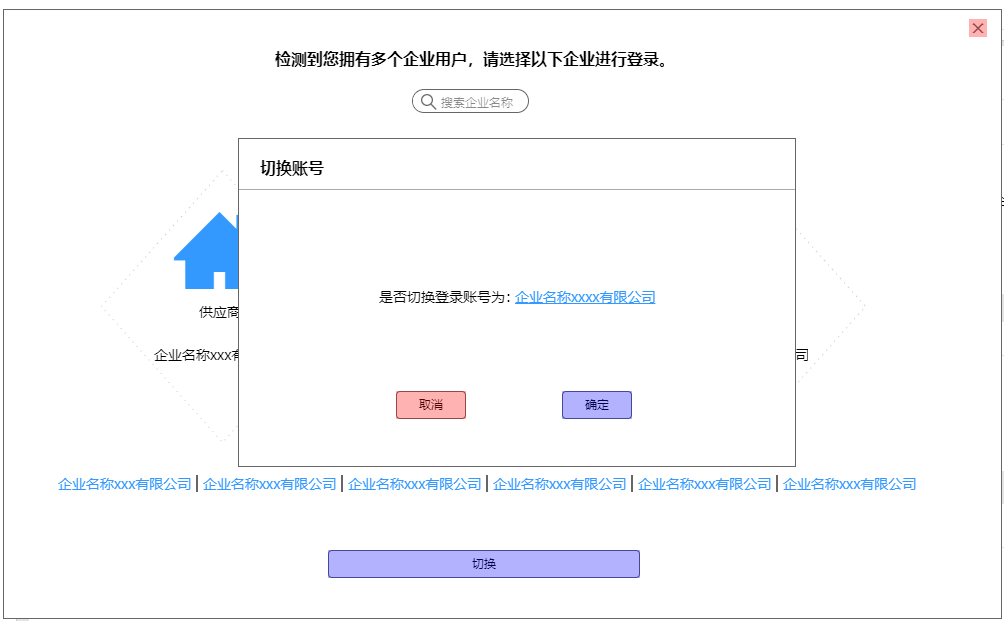 检测到您拥有多个企业用户，请选择以下企业进行登录。
搜索企业名称
切换账号
是否切换登录账号为：企业名称xxxx有限公司
供应商
企业名称xxx有
司
取消
确定
企业名称xxx有限公司 | 企业名称xxx有限公司 | 企业名称xxx有限公司 | 企业名称xxx有限公司 | 企业名称xxx有限公司 | 企业名称xxx有限公司
切换